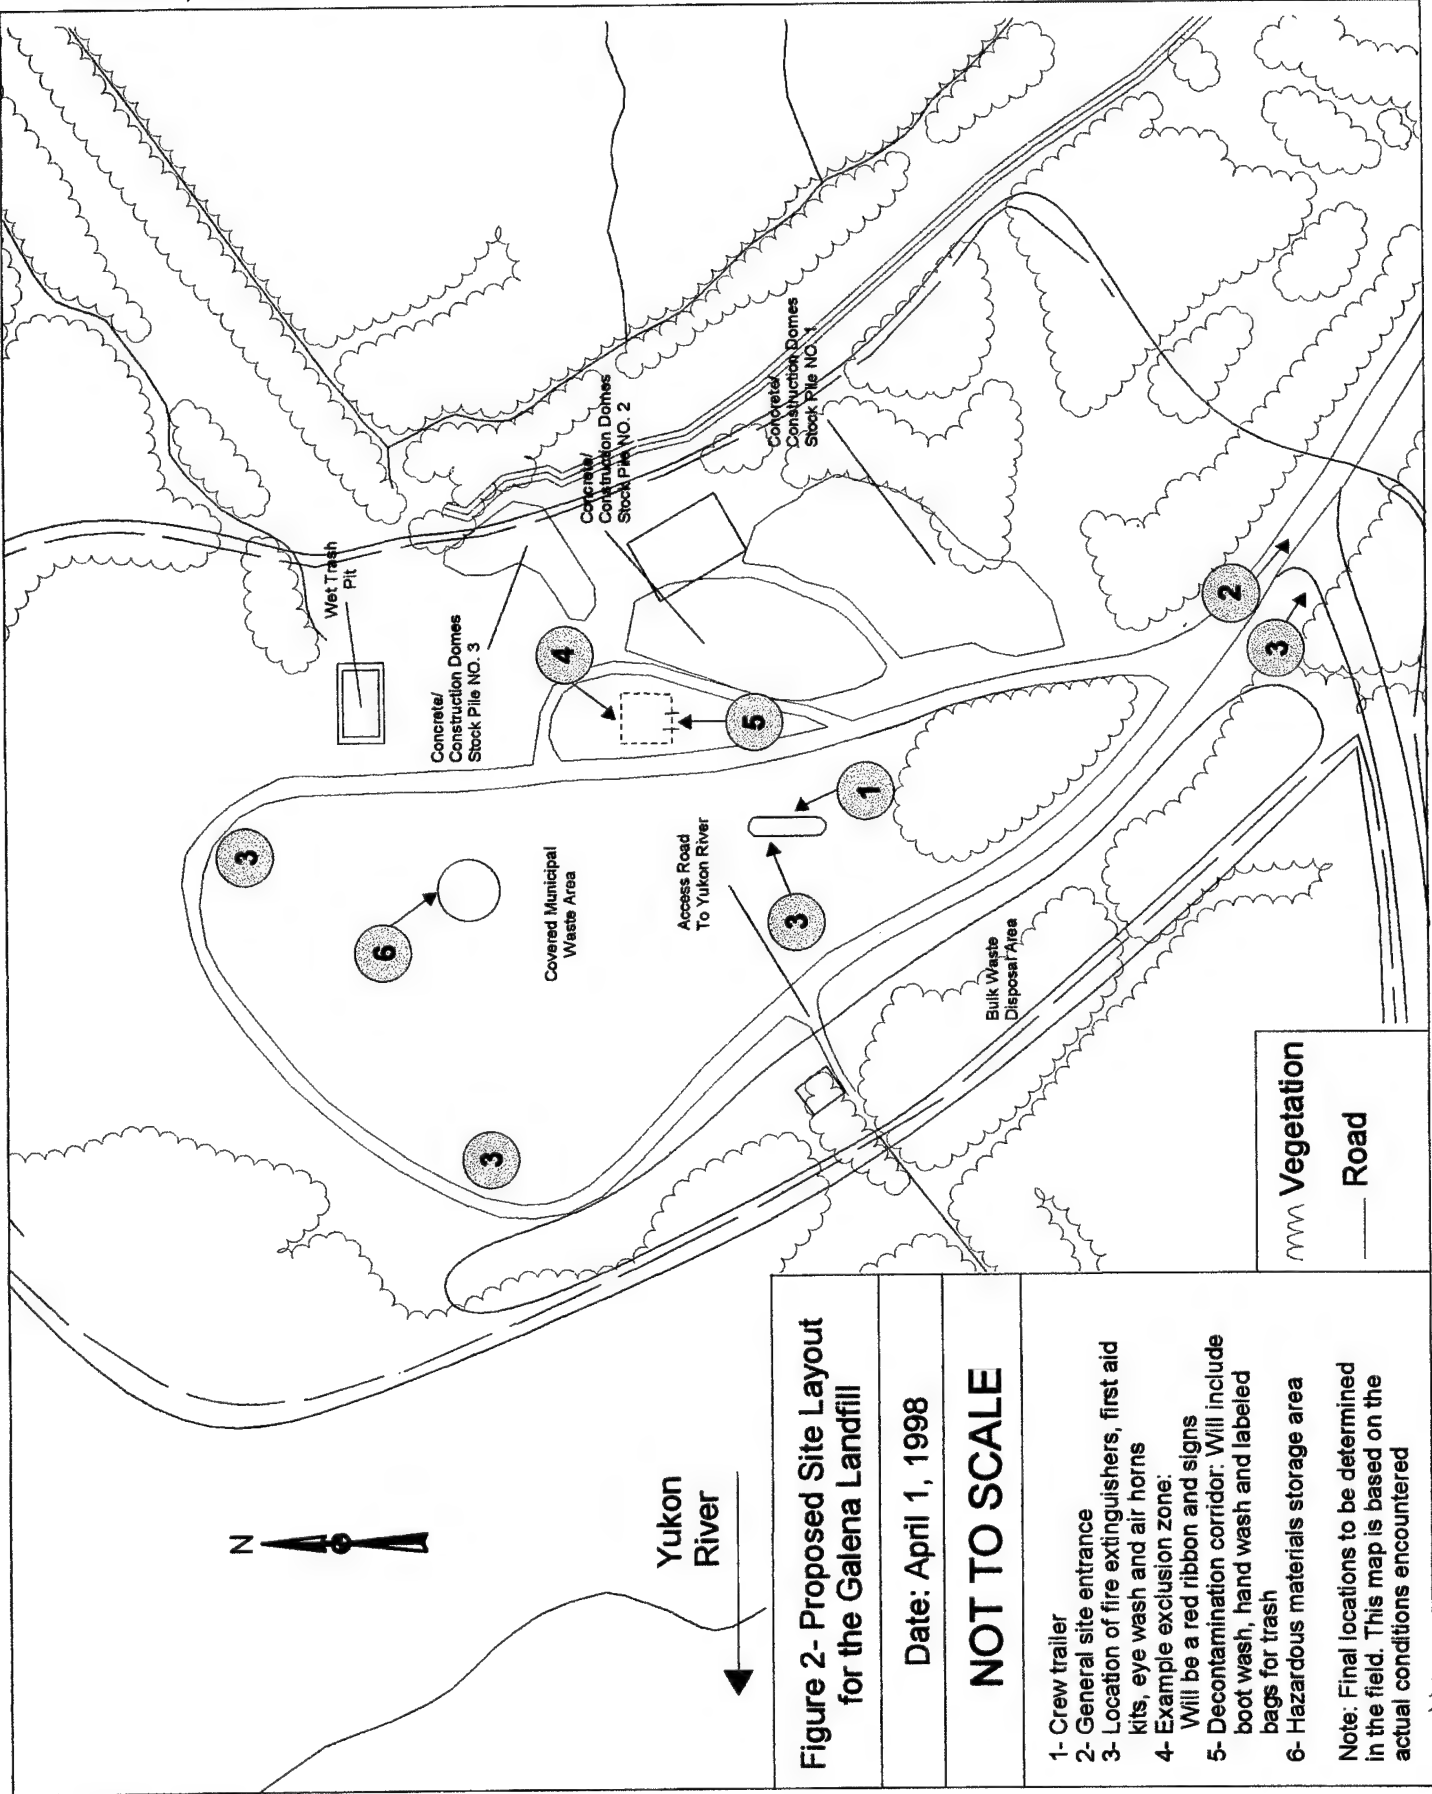 Wet Trash
Pit
Concrete/
Construction Domes
Stock Pile NO. 3
Concrete/
Construction Domes
Stock Pile NO. 2
Concrete/
Construction Domes
Stock Pile NO. 1
4
5
2
3
3
6
Covered Municipal
Waste Area
Access Road
To Yukon River
1
3
3
Bulk Waste
Disposal Area
N
Yukon
River
Vegetation
Road
Figure 2- Proposed Site Layout
for the Galena Landfill
Date: April 1, 1998
NOT TO SCALE
1- Crew trailer
2- General site entrance
3- Location of fire extinguishers, first aid
kits, eye wash and air horns
4- Example exclusion zone:
Will be a red ribbon and signs
5- Decontamination corridor: Will include
boot wash, hand wash and labeled
bags for trash
6- Hazardous materials storage area
Note: Final locations to be determined
in the field. This map is based on the
actual conditions encountered